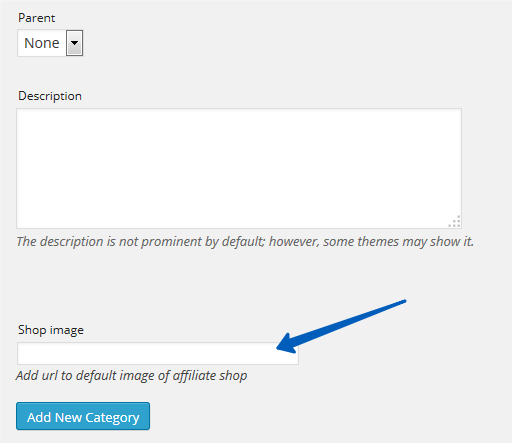 Parent
None
Description
The description is not prominent by default; however, some themes may show it.
Shop image
Add url to default image of affiliate shop
Add New Category